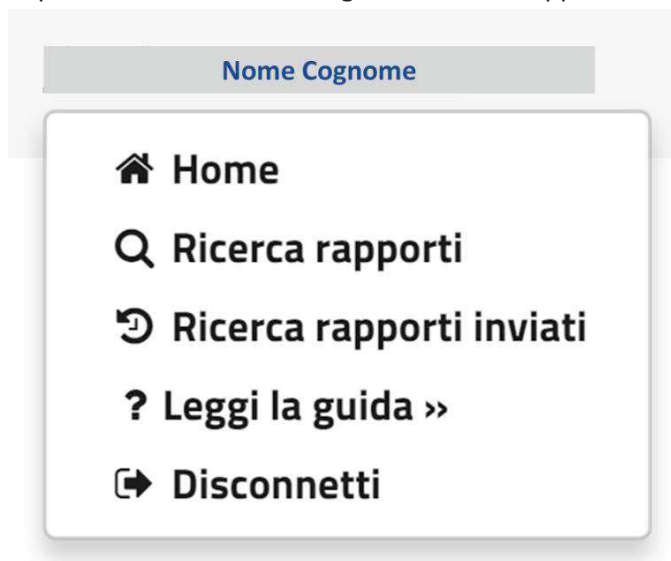 Nome Cognome
Home
Ricerca rapporti
Ricerca rapporti inviati
? Leggi la guida »
Disconnetti